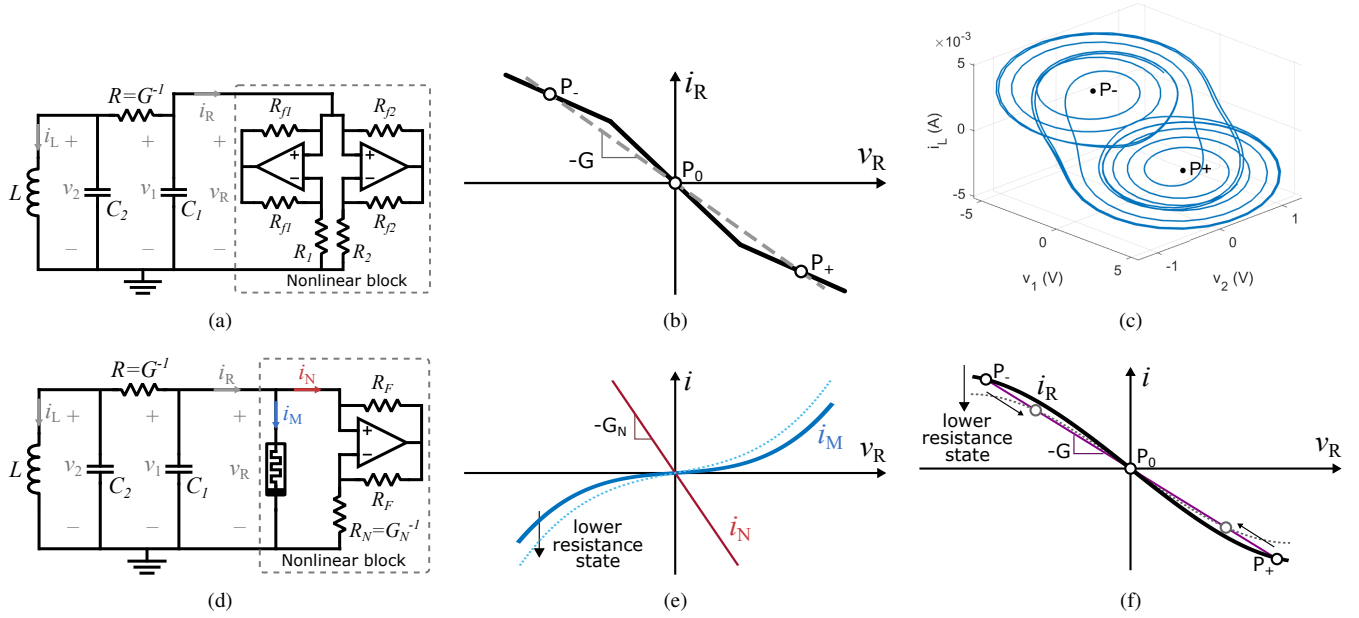 R=G⁻¹
i_R
R_f1
R_f2
i_L
+
+
+
+
+
L
v_2
C_2
v_1
C_1
v_R
−
−
R_f1
R_f2
−
−
−
R_1
R_2
Nonlinear block
(a)
P-
i_R
-G
P_0
v_R
P_+
(b)
×10⁻³
5
0
-5
i_L (A)
P-
P+
-5
0
5
-1
0
1
v_1 (V)
v_2 (V)
(c)
R=G⁻¹
i_R
i_N
R_F
i_L
+
+
+
i_M
+
L
v_2
C_2
v_1
C_1
v_R
−
R_F
−
−
−
R_N=G_N⁻¹
Nonlinear block
(d)
i
-G_N
i_M
v_R
i_N
lower
resistance
state
(e)
P_-
i_R
i
lower
resistance
state
-G
P_0
v_R
P_+
(f)